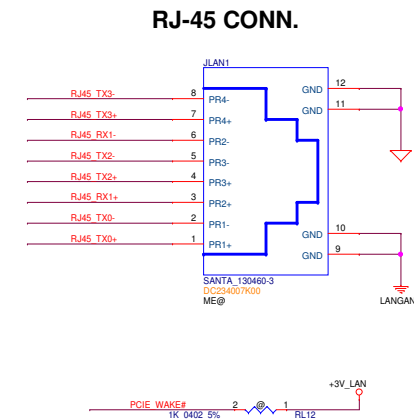 RJ-45 CONN.
JLAN1
RJ45_TX3- 8 PR4- GND 12
RJ45_TX3+ 7 PR4+ GND 11
RJ45_RX1- 6 PR2-
RJ45_TX2- 5 PR3-
RJ45_TX2+ 4 PR3+
RJ45_RX1+ 3 PR2+
RJ45_TX0- 2 PR1- GND 10
RJ45_TX0+ 1 PR1+ GND 9
SANTA_130460-3
DC234007K00
ME@ LANGAN
+3V_LAN
PCIE_WAKE# 2 @ 1
1K_0402_5% RL12